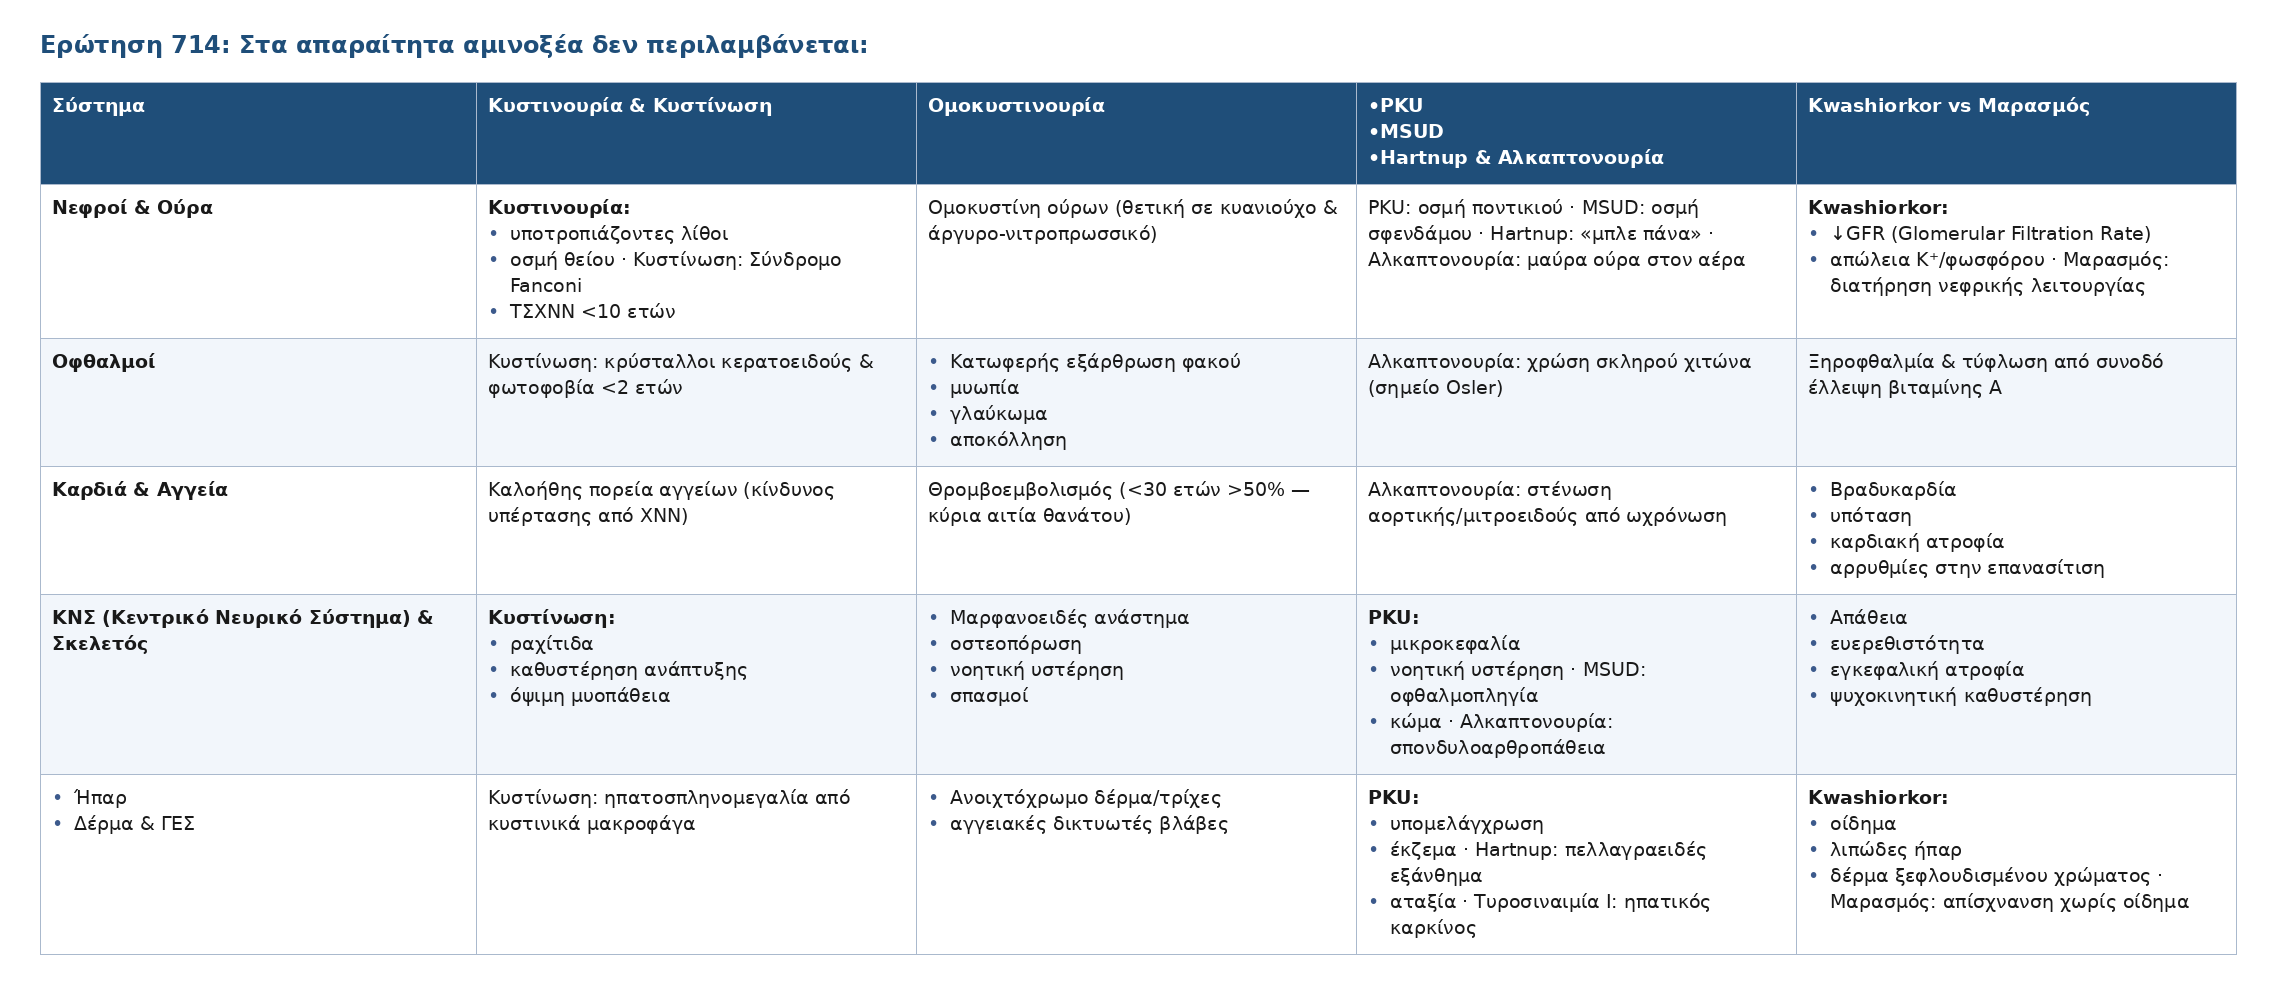 Ερώτηση 714: Στα απαραίτητα αμινοξέα δεν περιλαμβάνεται:
Σύστημα
Κυστινουρία & Κυστίνωση
Ομοκυστινουρία
•PKU
•MSUD
•Hartnup & Αλκαπτονουρία
Kwashiorkor vs Μαρασμός
Νεφροί & Ούρα
Κυστινουρία:
• υποτροπιάζοντες λίθοι
• οσμή θείου · Κυστίνωση: Σύνδρομο
Fanconi
• ΤΣΧΝΝ <10 ετών
Ομοκυστίνη ούρων (θετική σε κυανιούχο &
άργυρο-νιτροπρωσσικό)
PKU: οσμή ποντικιού · MSUD: οσμή
σφενδάμου · Hartnup: «μπλε πάνα» ·
Αλκαπτονουρία: μαύρα ούρα στον αέρα
Kwashiorkor:
• ↓GFR (Glomerular Filtration Rate)
• απώλεια K⁺/φωσφόρου · Μαρασμός:
διατήρηση νεφρικής λειτουργίας
Οφθαλμοί
Κυστίνωση: κρύσταλλοι κερατοειδούς &
φωτοφοβία <2 ετών
• Κατωφερής εξάρθρωση φακού
• μυωπία
• γλαύκωμα
• αποκόλληση
Αλκαπτονουρία: χρώση σκληρού χιτώνα
(σημείο Osler)
Ξηροφθαλμία & τύφλωση από συνοδό
έλλειψη βιταμίνης Α
Καρδιά & Αγγεία
Καλοήθης πορεία αγγείων (κίνδυνος
υπέρτασης από ΧΝΝ)
Θρομβοεμβολισμός (<30 ετών >50% —
κύρια αιτία θανάτου)
Αλκαπτονουρία: στένωση
αορτικής/μιτροειδούς από ωχρόνωση
• Βραδυκαρδία
• υπόταση
• καρδιακή ατροφία
• αρρυθμίες στην επανασίτιση
ΚΝΣ (Κεντρικό Νευρικό Σύστημα) &
Σκελετός
Κυστίνωση:
• ραχίτιδα
• καθυστέρηση ανάπτυξης
• όψιμη μυοπάθεια
• Μαρφανοειδές ανάστημα
• οστεοπόρωση
• νοητική υστέρηση
• σπασμοί
PKU:
• μικροκεφαλία
• νοητική υστέρηση · MSUD:
οφθαλμοπληγία
• κώμα · Αλκαπτονουρία:
σπονδυλοαρθροπάθεια
• Απάθεια
• ευερεθιστότητα
• εγκεφαλική ατροφία
• ψυχοκινητική καθυστέρηση
• Ήπαρ
• Δέρμα & ΓΕΣ
Κυστίνωση: ηπατοσπληνομεγαλία από
κυστινικά μακροφάγα
• Ανοιχτόχρωμο δέρμα/τρίχες
• αγγειακές δικτυωτές βλάβες
PKU:
• υπομελάγχρωση
• έκζεμα · Hartnup: πελλαγραειδές
εξάνθημα
• αταξία · Τυροσιναιμία Ι: ηπατικός
καρκίνος
Kwashiorkor:
• οίδημα
• λιπώδες ήπαρ
• δέρμα ξεφλουδισμένου χρώματος ·
Μαρασμός: απίσχνανση χωρίς οίδημα